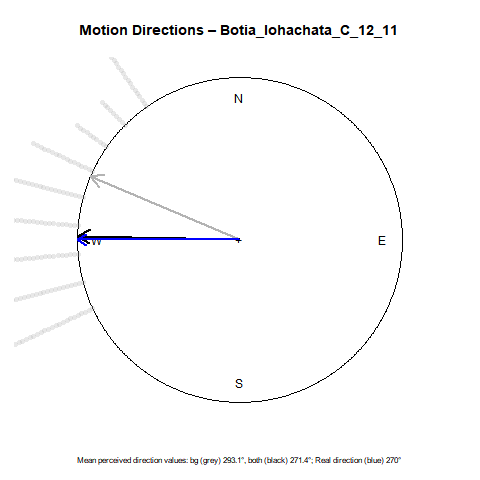 Motion Directions – Botia_lohachata_C_12_11
N
W
E
S
Mean perceived direction values: bg (grey) 293.1°, both (black) 271.4°; Real direction (blue) 270°